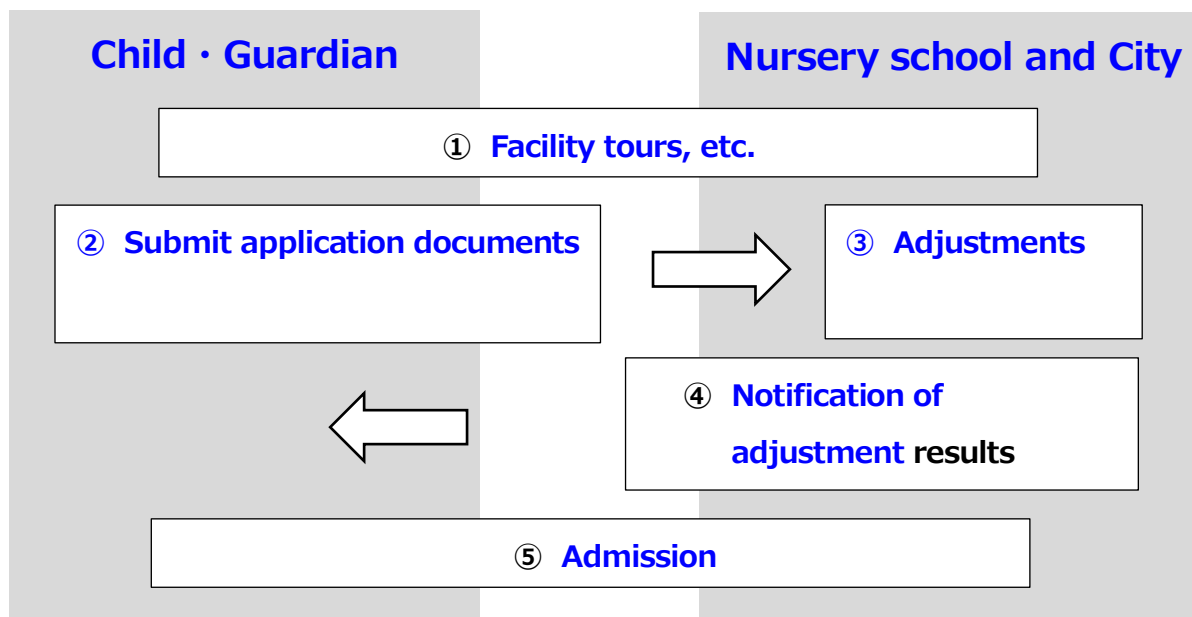 Child・Guardian
Nursery school and City
① Facility tours, etc.
② Submit application documents
③ Adjustments
④ Notification of
adjustment results
⑤ Admission